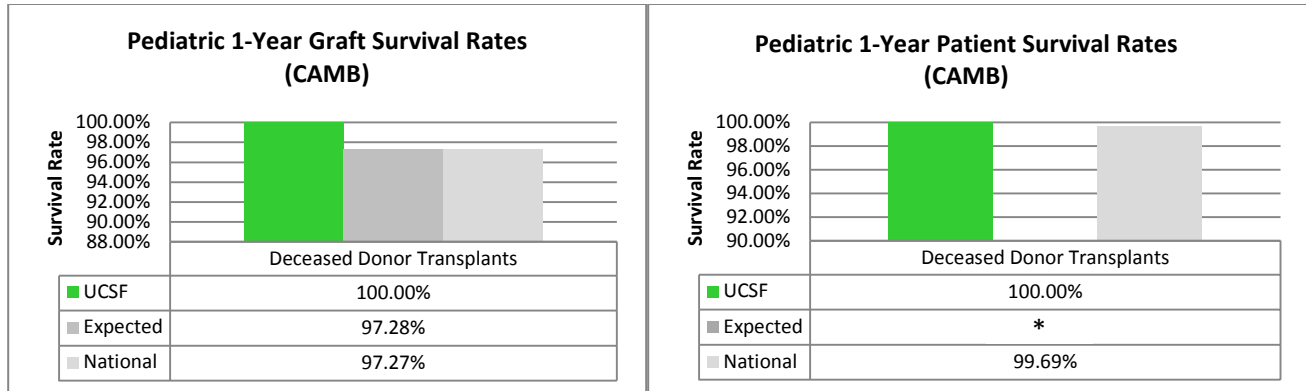 Pediatric 1-Year Graft Survival Rates
(CAMB)
Survival Rate
100.00%
98.00%
96.00%
94.00%
92.00%
90.00%
88.00%
Deceased Donor Transplants
UCSF 100.00%
Expected 97.28%
National 97.27%
Pediatric 1-Year Patient Survival Rates
(CAMB)
Survival Rate
100.00%
98.00%
96.00%
94.00%
92.00%
90.00%
Deceased Donor Transplants
UCSF 100.00%
Expected *
National 99.69%